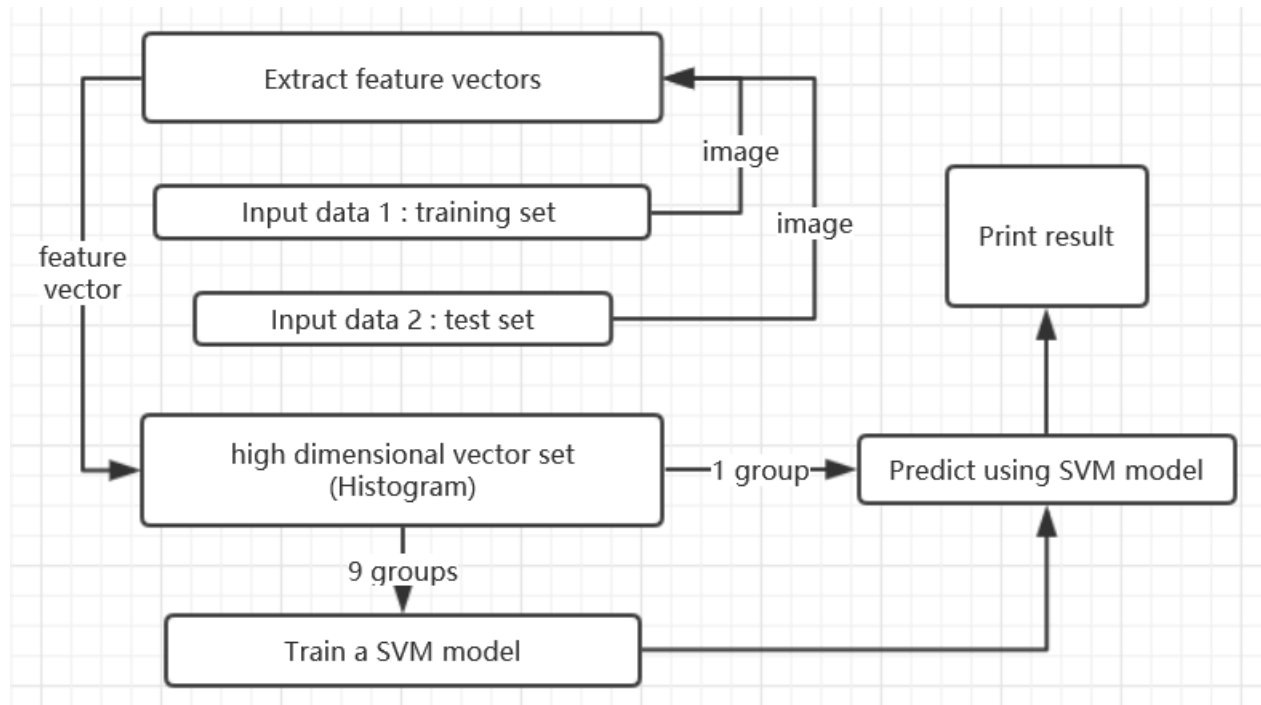 Extract feature vectors
image
Input data 1 : training set
image
Print result
feature
vector
Input data 2 : test set
high dimensional vector set
(Histogram)
1 group
Predict using SVM model
9 groups
Train a SVM model